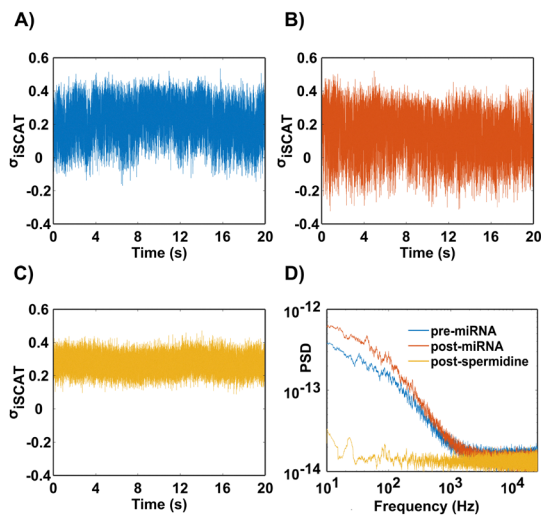 A)
0.6
0.4
0.2
0
-0.2
-0.4
σiSCAT
0 4 8 12 16 20
Time (s)
B)
0.6
0.4
0.2
0
-0.2
-0.4
σiSCAT
0 4 8 12 16 20
Time (s)
C)
0.6
0.4
0.2
0
-0.2
-0.4
σiSCAT
0 4 8 12 16 20
Time (s)
D)
10⁻¹²
10⁻¹³
10⁻¹⁴
PSD
pre-miRNA
post-miRNA
post-spermidine
10¹ 10² 10³ 10⁴
Frequency (Hz)